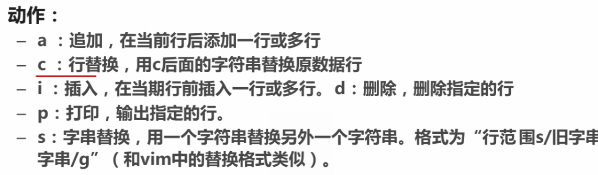 动作：
– a ：追加，在当前行后添加一行或多行
– c ：行替换，用c后面的字符串替换原数据行
– i ：插入，在当期行前插入一行或多行。d：删除，删除指定的行
– p：打印，输出指定的行。
– s：字串替换，用一个字符串替换另外一个字符串。格式为“行范围s/旧字串
字串/g”（和vim中的替换格式类似）。